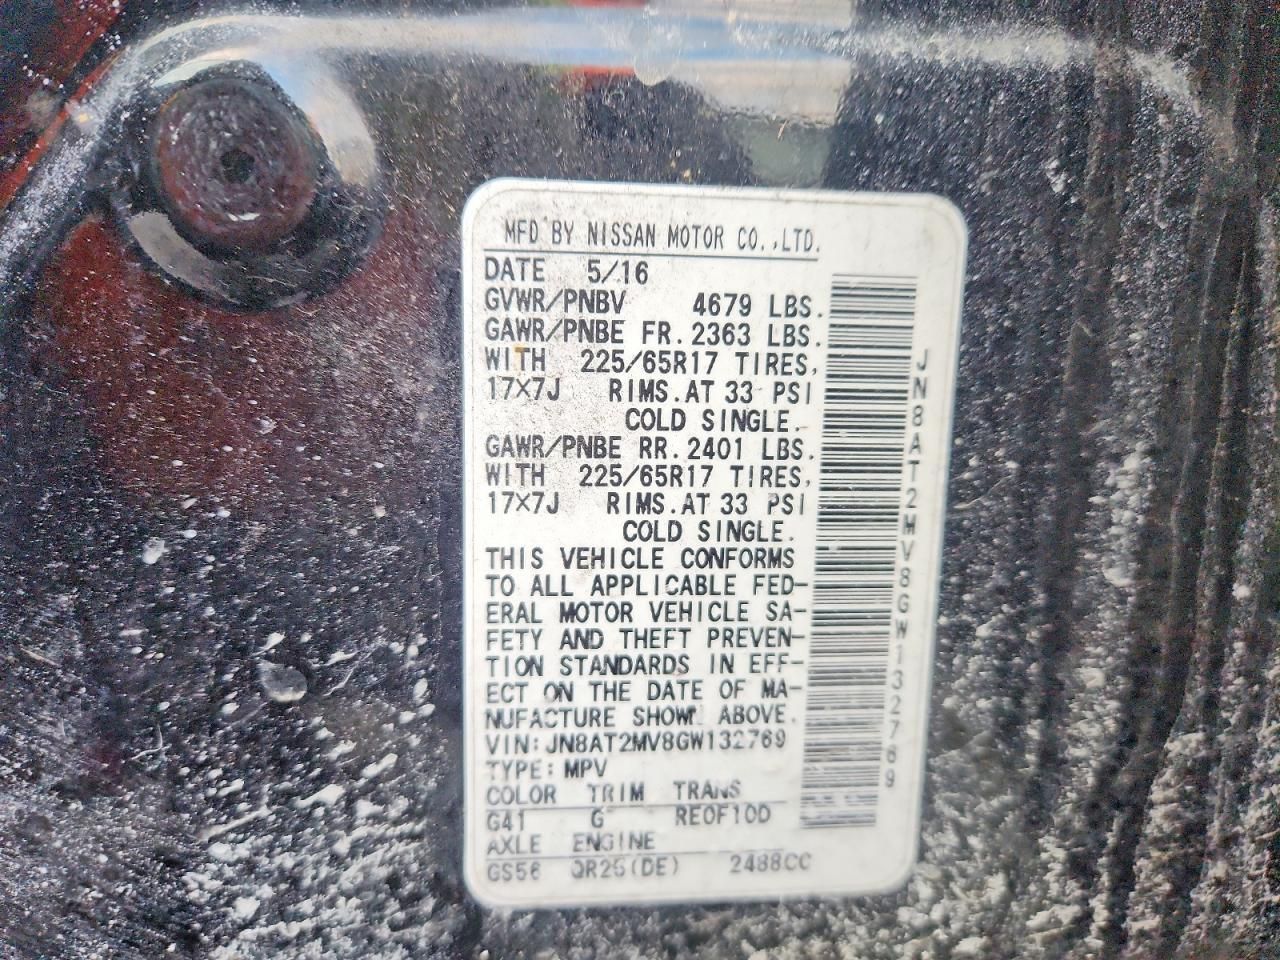 MFD BY NISSAN MOTOR CO.,LTD.
DATE 5/16
GVWR/PNBV 4679 LBS.
GAWR/PNBE FR. 2363 LBS.
WITH 225/65R17 TIRES,
17×7J RIMS. AT 33 PSI
COLD SINGLE.
GAWR/PNBE RR. 2401 LBS.
WITH 225/65R17 TIRES,
17×7J RIMS. AT 33 PSI
COLD SINGLE.
THIS VEHICLE CONFORMS
TO ALL APPLICABLE FED-
ERAL MOTOR VEHICLE SA-
FETY AND THEFT PREVEN-
TION STANDARDS IN EFF-
ECT ON THE DATE OF MA-
NUFACTURE SHOWN ABOVE.
VIN: JN8AT2MV8GW132769
TYPE: MPV
COLOR TRIM TRANS
G41 G REOF10D
AXLE ENGINE
GS56 QR25(DE) 2488CC
JN8AT2MV8GW132769